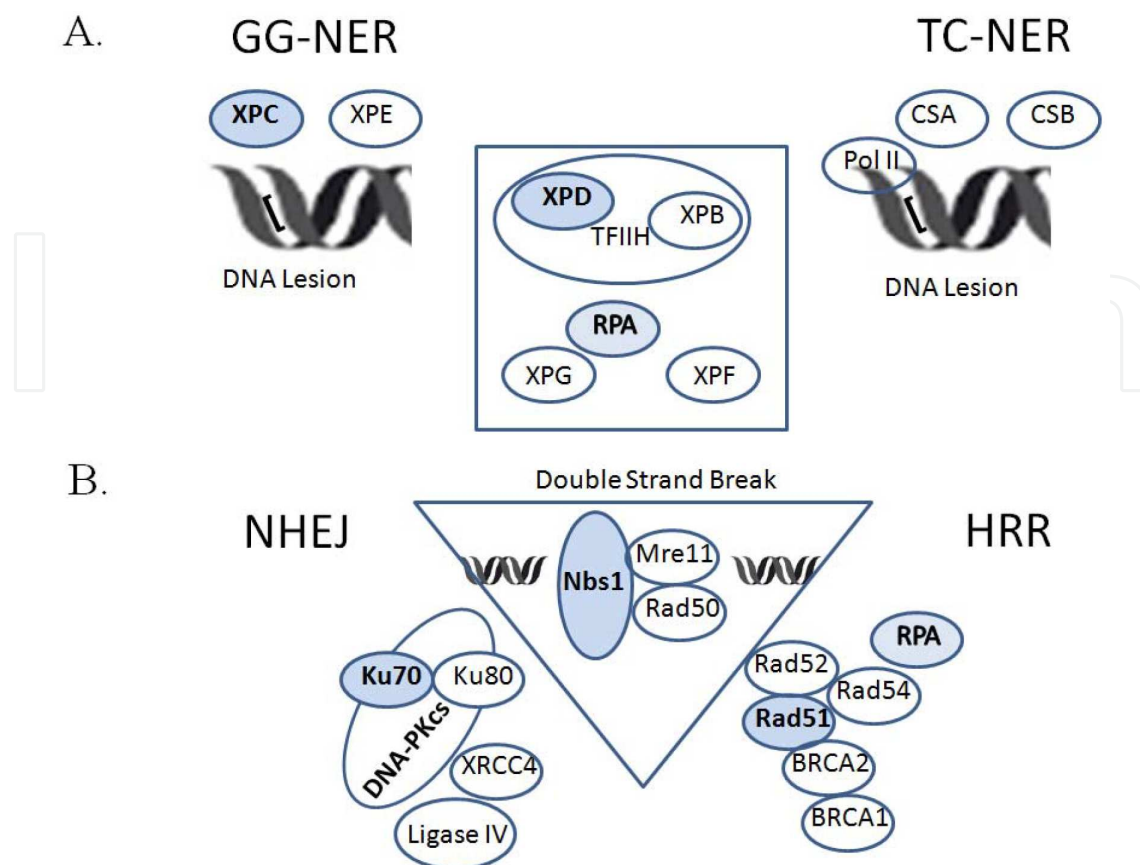 A.
GG-NER
TC-NER
XPC
XPE
CSA
CSB
Pol II
XPD
XPB
TFIIH
DNA Lesion
DNA Lesion
RPA
XPG
XPF
B.
Double Strand Break
NHEJ
HRR
Nbs1
Mre11
Rad50
Ku70
Ku80
DNA-PKcs
XRCC4
Ligase IV
RPA
Rad52
Rad54
Rad51
BRCA2
BRCA1